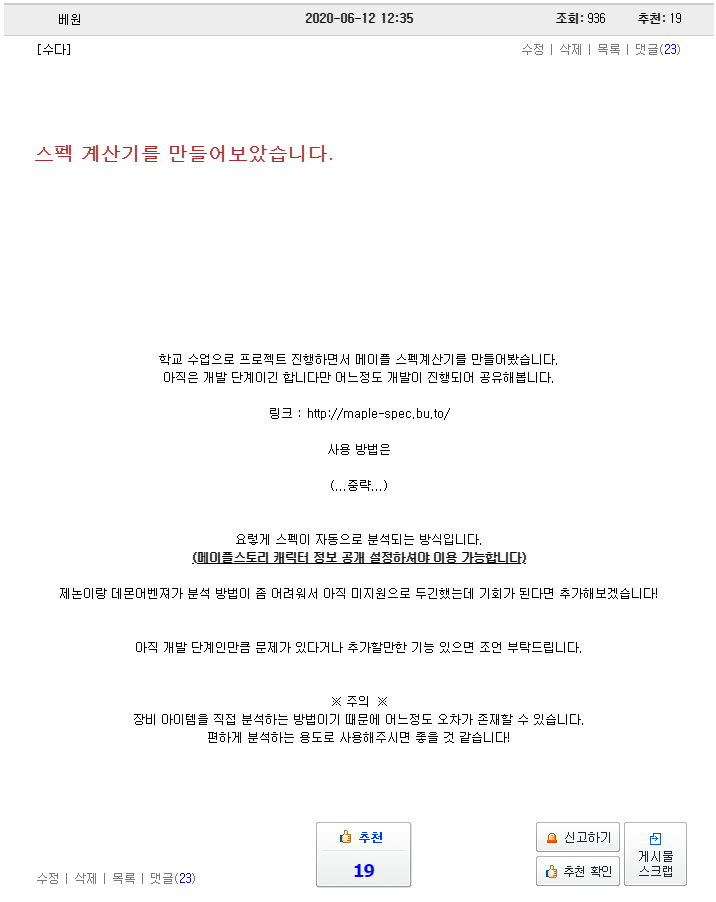 베원 2020-06-12 12:35 조회: 936 추천: 19
[수다] 수정 | 삭제 | 목록 | 댓글(23)
스펙 계산기를 만들어보았습니다.
학교 수업으로 프로젝트 진행하면서 메이플 스펙계산기를 만들어봤습니다.
아직은 개발 단계이긴 합니다만 어느정도 개발이 진행되어 공유해봅니다.
링크 : http://maple-spec.bu.to/
사용 방법은
(...중략...)
요렇게 스펙이 자동으로 분석되는 방식입니다.
(메이플스토리 캐릭터 정보 공개 설정하셔야 이용 가능합니다)
제논이랑 데몬어벤져가 분석 방법이 좀 어려워서 아직 미지원으로 두긴했는데 기회가 된다면 추가해보겠습니다!
아직 개발 단계인만큼 문제가 있다거나 추가할만한 기능 있으면 조언 부탁드립니다.
※ 주의 ※
장비 아이템을 직접 분석하는 방법이기 때문에 어느정도 오차가 존재할 수 있습니다.
편하게 분석하는 용도로 사용해주시면 좋을 것 같습니다!
추천
19
신고하기
추천 확인
게시물
스크랩
수정 | 삭제 | 목록 | 댓글(23)